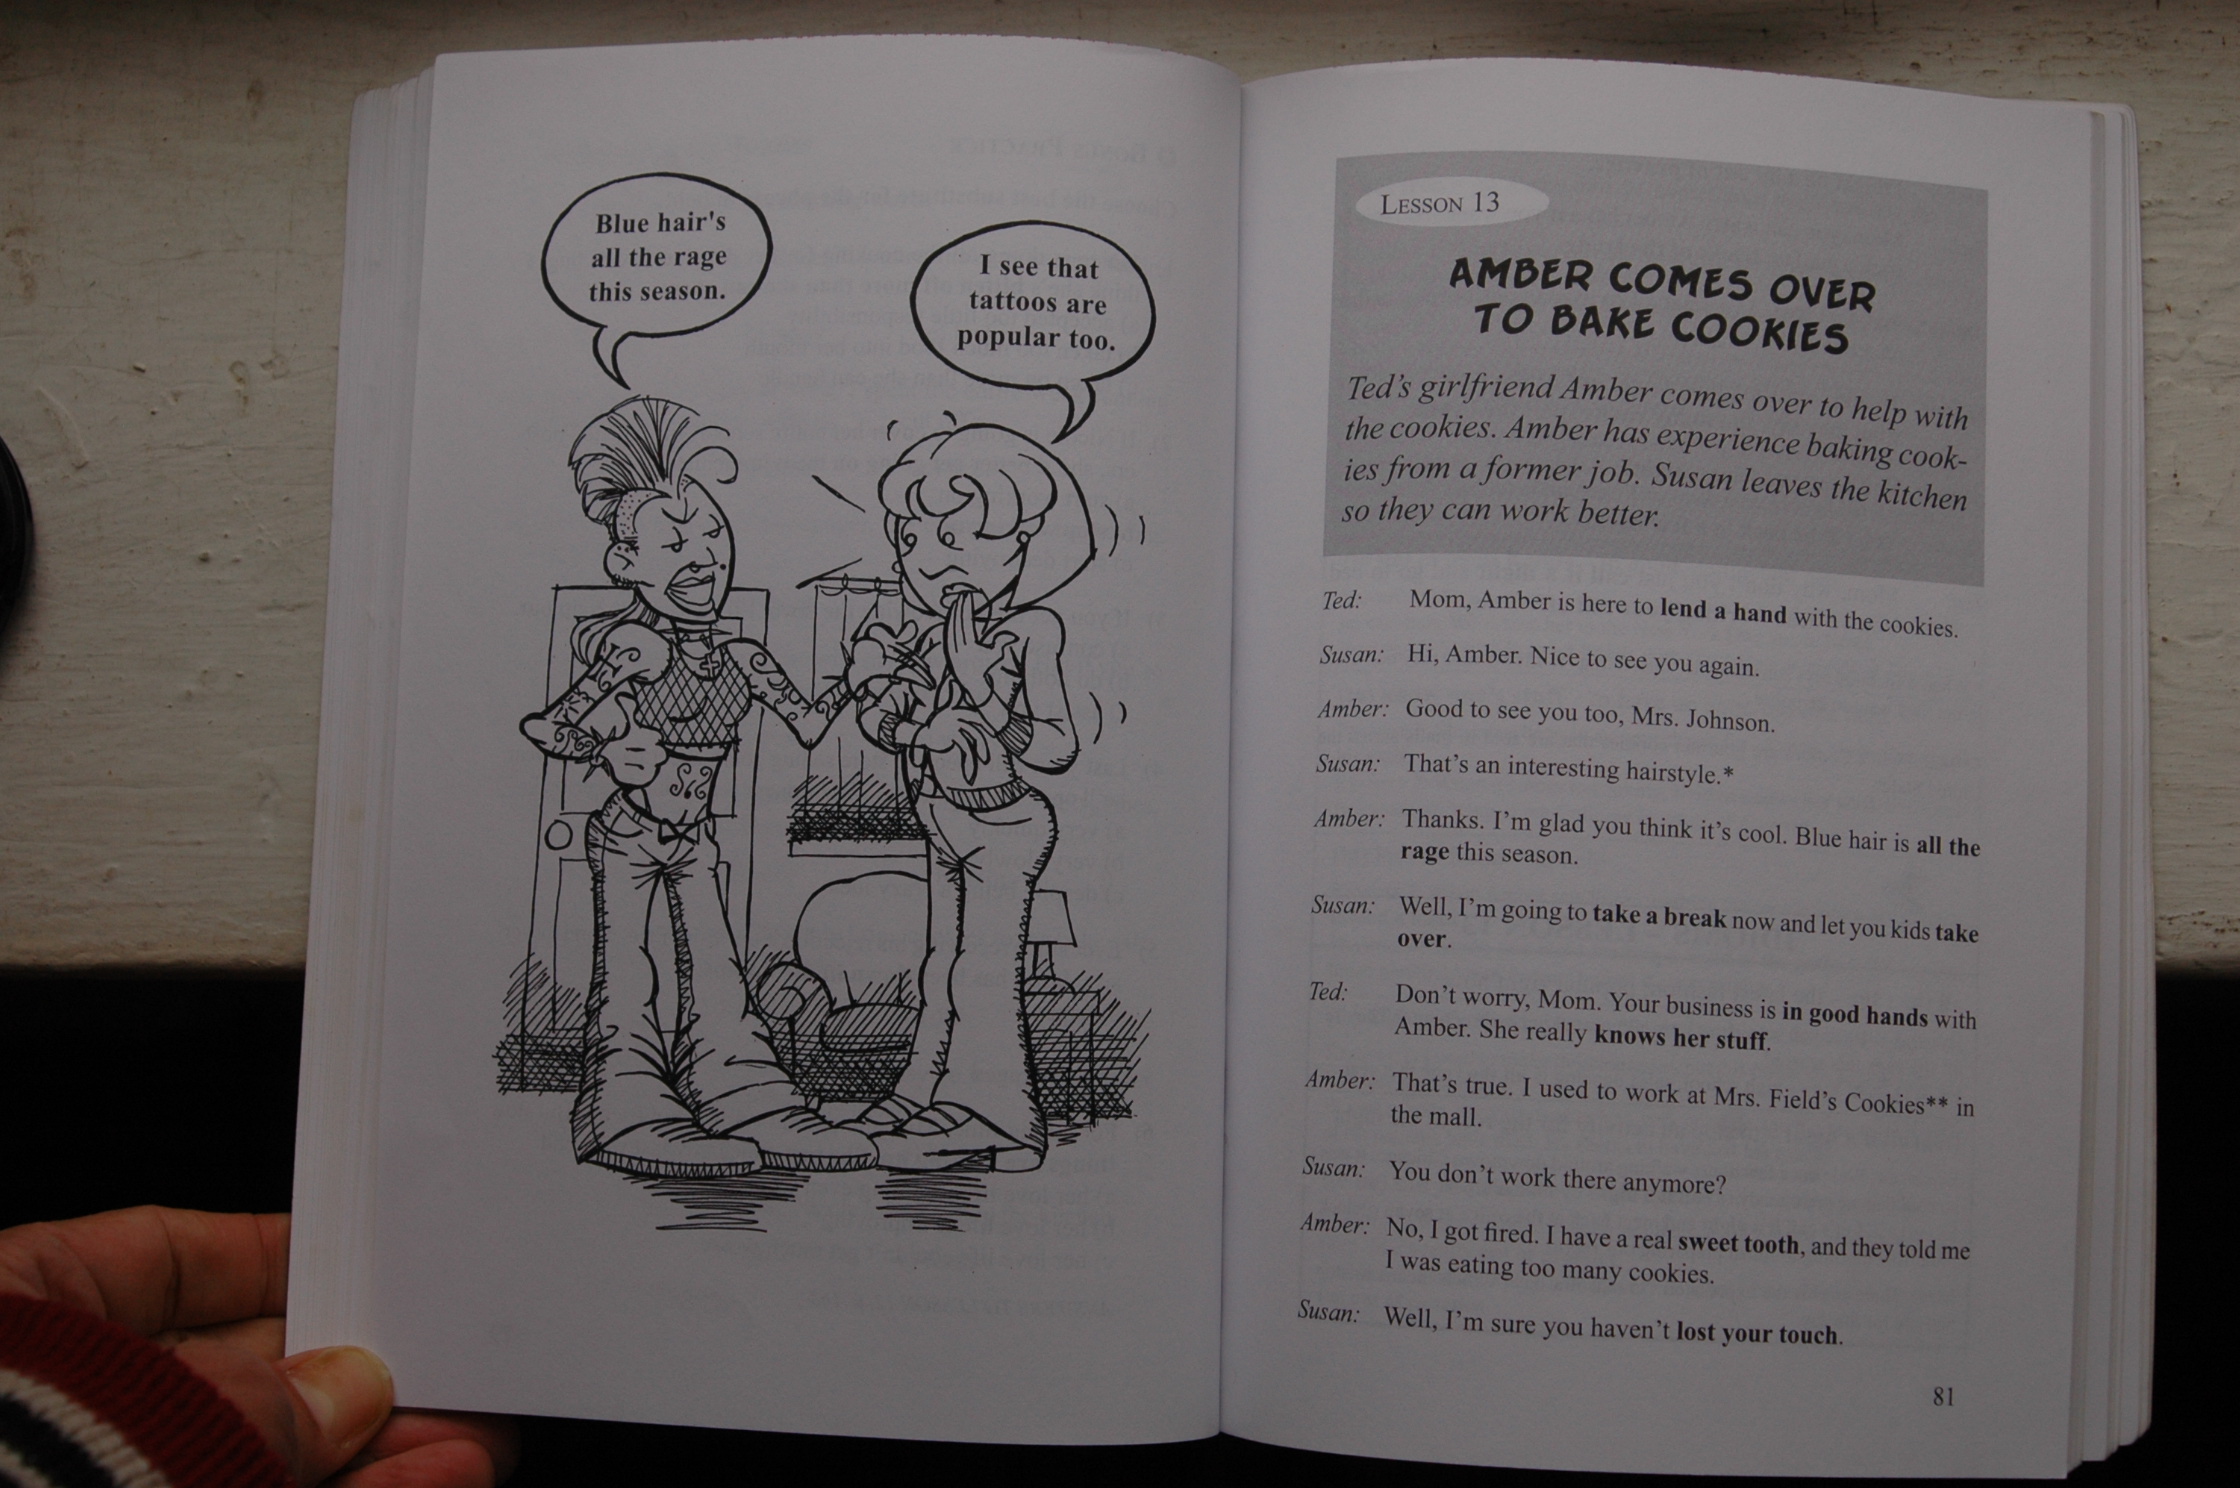 Blue hair's
all the rage
this season.
I see that
tattoos are
popular too.
LESSON 13
AMBER COMES OVER
TO BAKE COOKIES
Ted's girlfriend Amber comes over to help with
the cookies. Amber has experience baking cook-
ies from a former job. Susan leaves the kitchen
so they can work better.
Ted: Mom, Amber is here to lend a hand with the cookies.
Susan: Hi, Amber. Nice to see you again.
Amber: Good to see you too, Mrs. Johnson.
Susan: That's an interesting hairstyle.*
Amber: Thanks. I'm glad you think it's cool. Blue hair is all the
rage this season.
Susan: Well, I'm going to take a break now and let you kids take
over.
Ted: Don't worry, Mom. Your business is in good hands with
Amber. She really knows her stuff.
Amber: That's true. I used to work at Mrs. Field's Cookies** in
the mall.
Susan: You don't work there anymore?
Amber: No, I got fired. I have a real sweet tooth, and they told me
I was eating too many cookies.
Susan: Well, I'm sure you haven't lost your touch.
81